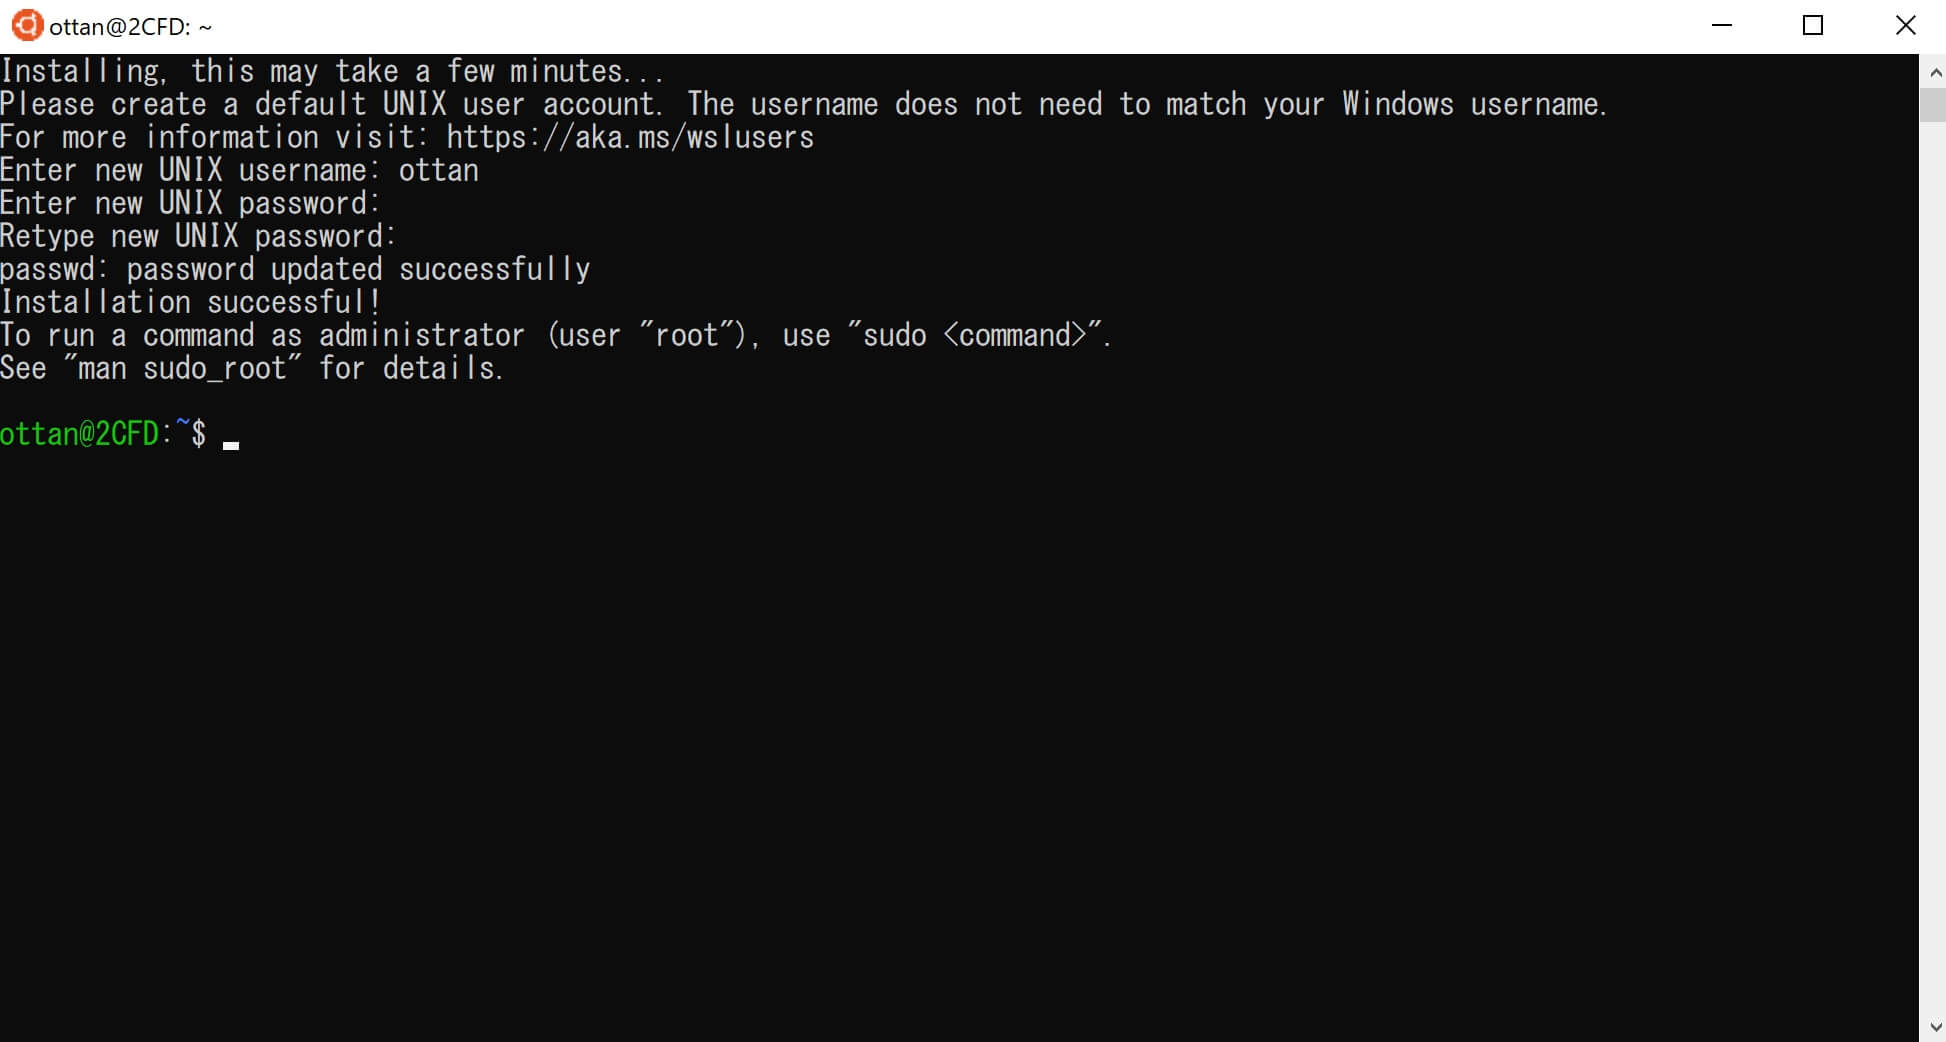 ottan@2CFD: ~
Installing, this may take a few minutes...
Please create a default UNIX user account. The username does not need to match your Windows username.
For more information visit: https://aka.ms/wslusers
Enter new UNIX username: ottan
Enter new UNIX password:
Retype new UNIX password:
passwd: password updated successfully
Installation successful!
To run a command as administrator (user "root"), use "sudo <command>".
See "man sudo_root" for details.
ottan@2CFD:~$